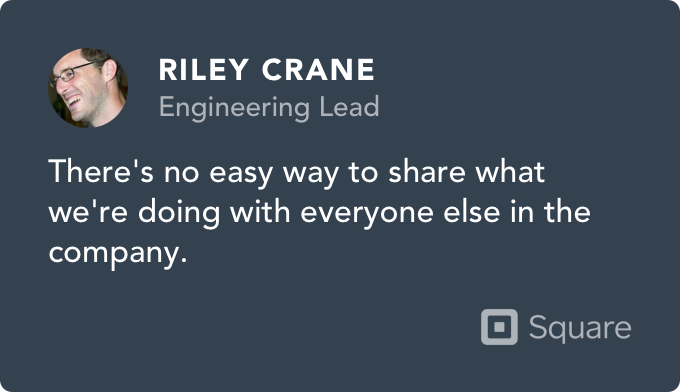 RILEY CRANE
Engineering Lead
There's no easy way to share what
we're doing with everyone else in the
company.
Square